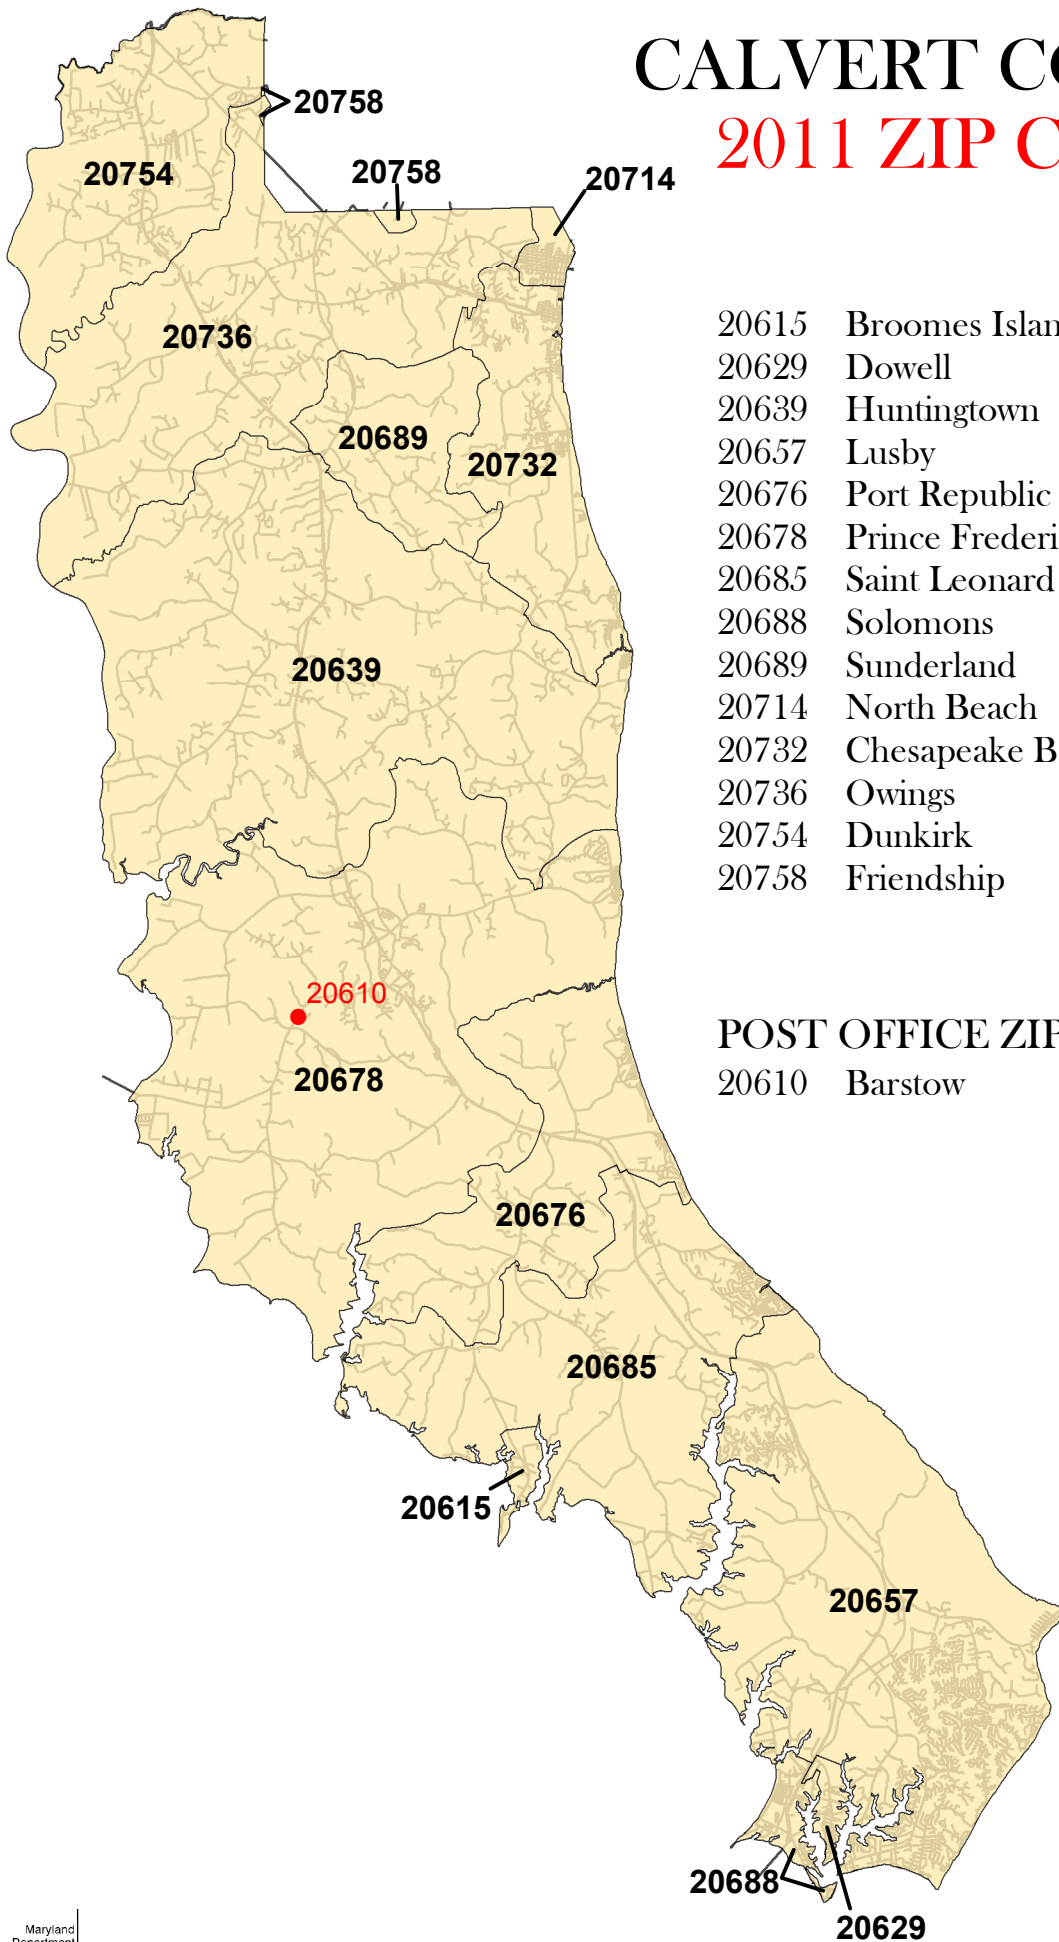 CALVERT CO
2011 ZIP C
20758
20754
20758
20714
20736
20689
20732
20639
20610
20678
20676
20685
20615
20657
20688
20629
20615 Broomes Islan
20629 Dowell
20639 Huntingtown
20657 Lusby
20676 Port Republic
20678 Prince Frederi
20685 Saint Leonard
20688 Solomons
20689 Sunderland
20714 North Beach
20732 Chesapeake B
20736 Owings
20754 Dunkirk
20758 Friendship
POST OFFICE ZIP
20610 Barstow
Maryland
Department